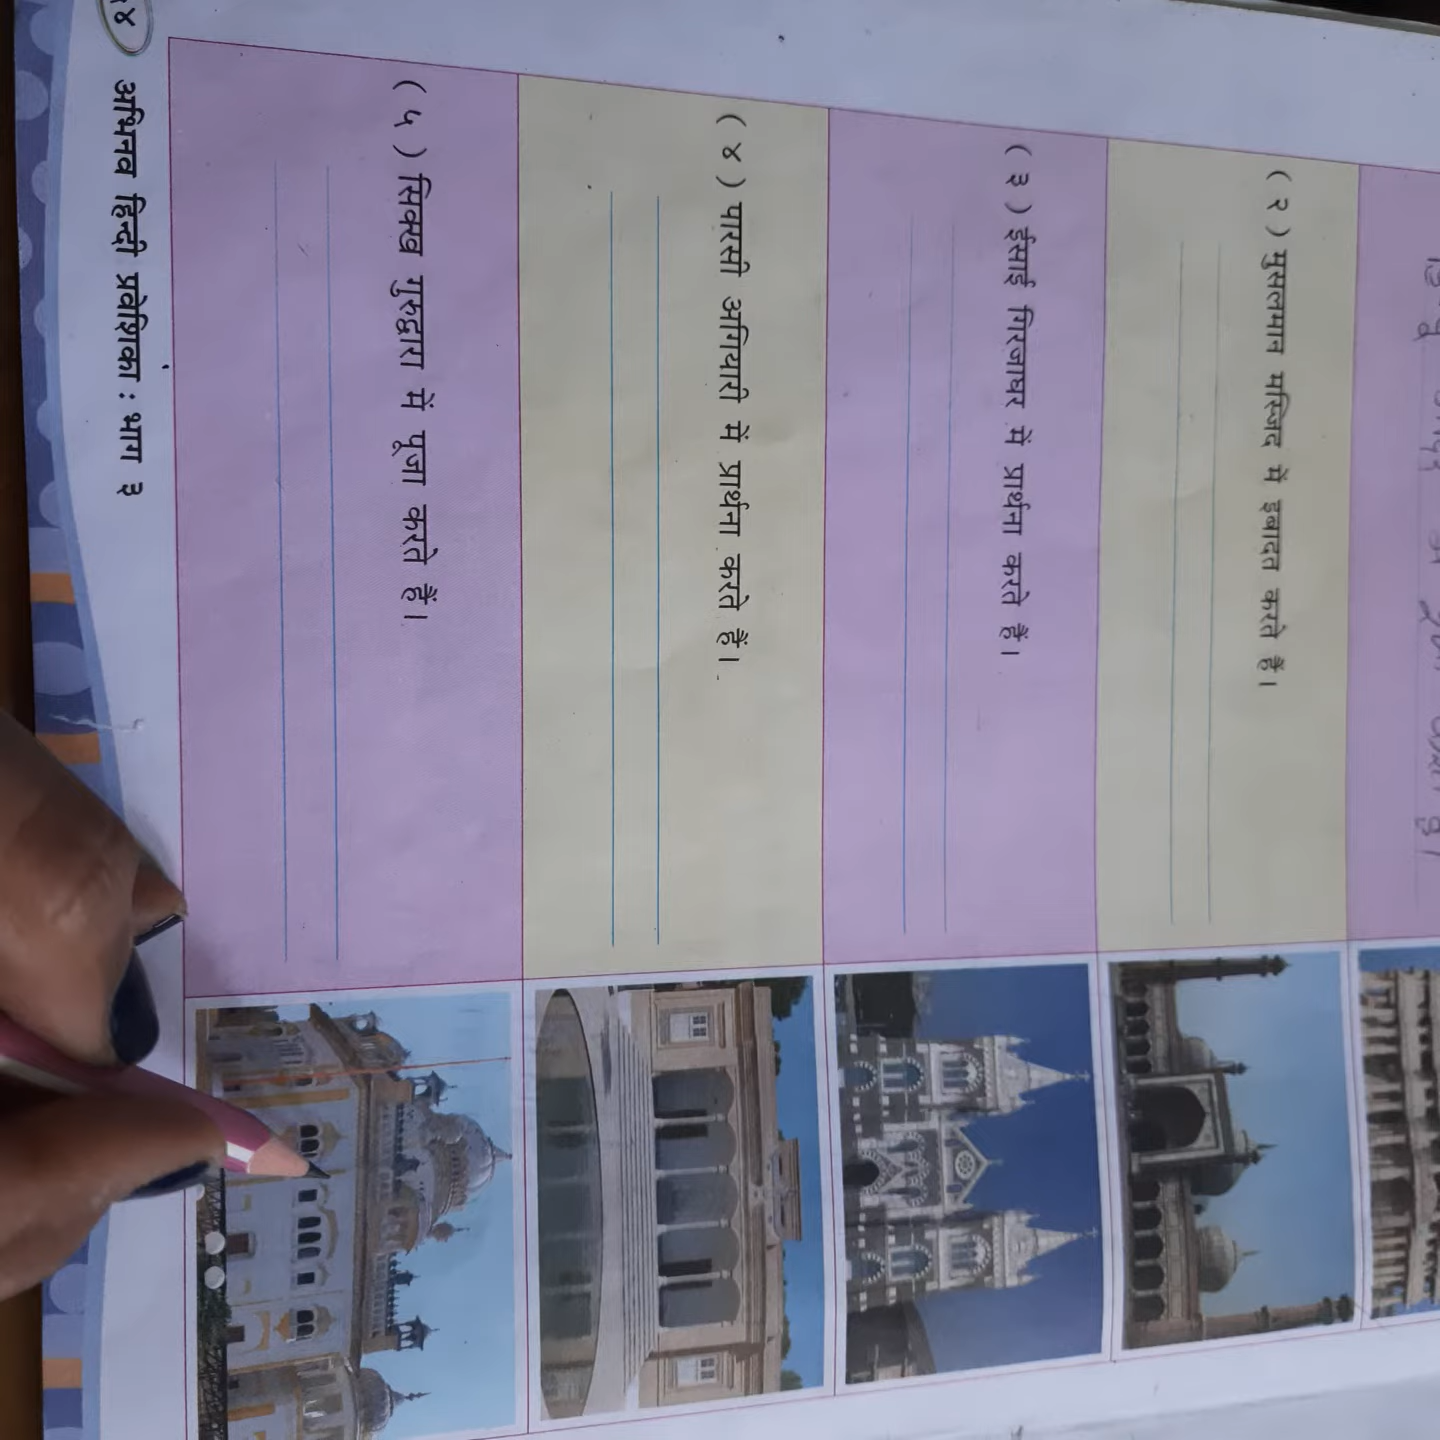 ( २ ) मुसलमान मस्जिद में इबादत करते हैं।
( ३ ) ईसाई गिरजाघर में प्रार्थना करते हैं।
( ४ ) पारसी अगियारी में प्रार्थना करते हैं।
( ५ ) सिक्ख गुरुद्वारा में पूजा करते हैं।
अभिनव हिन्दी प्रवेशिका : भाग २